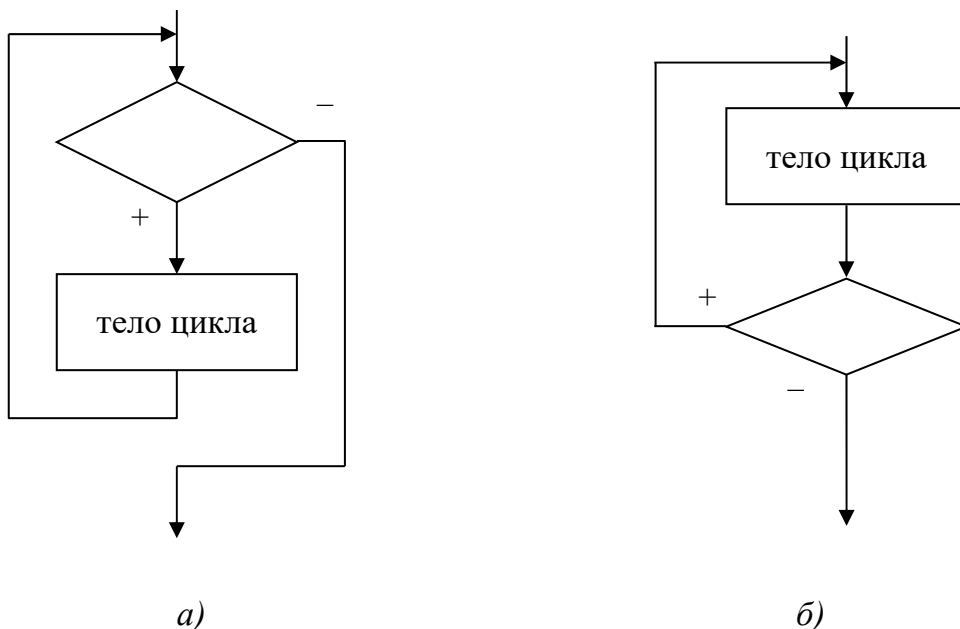 –
+
тело цикла
а)
тело цикла
+
–
б)